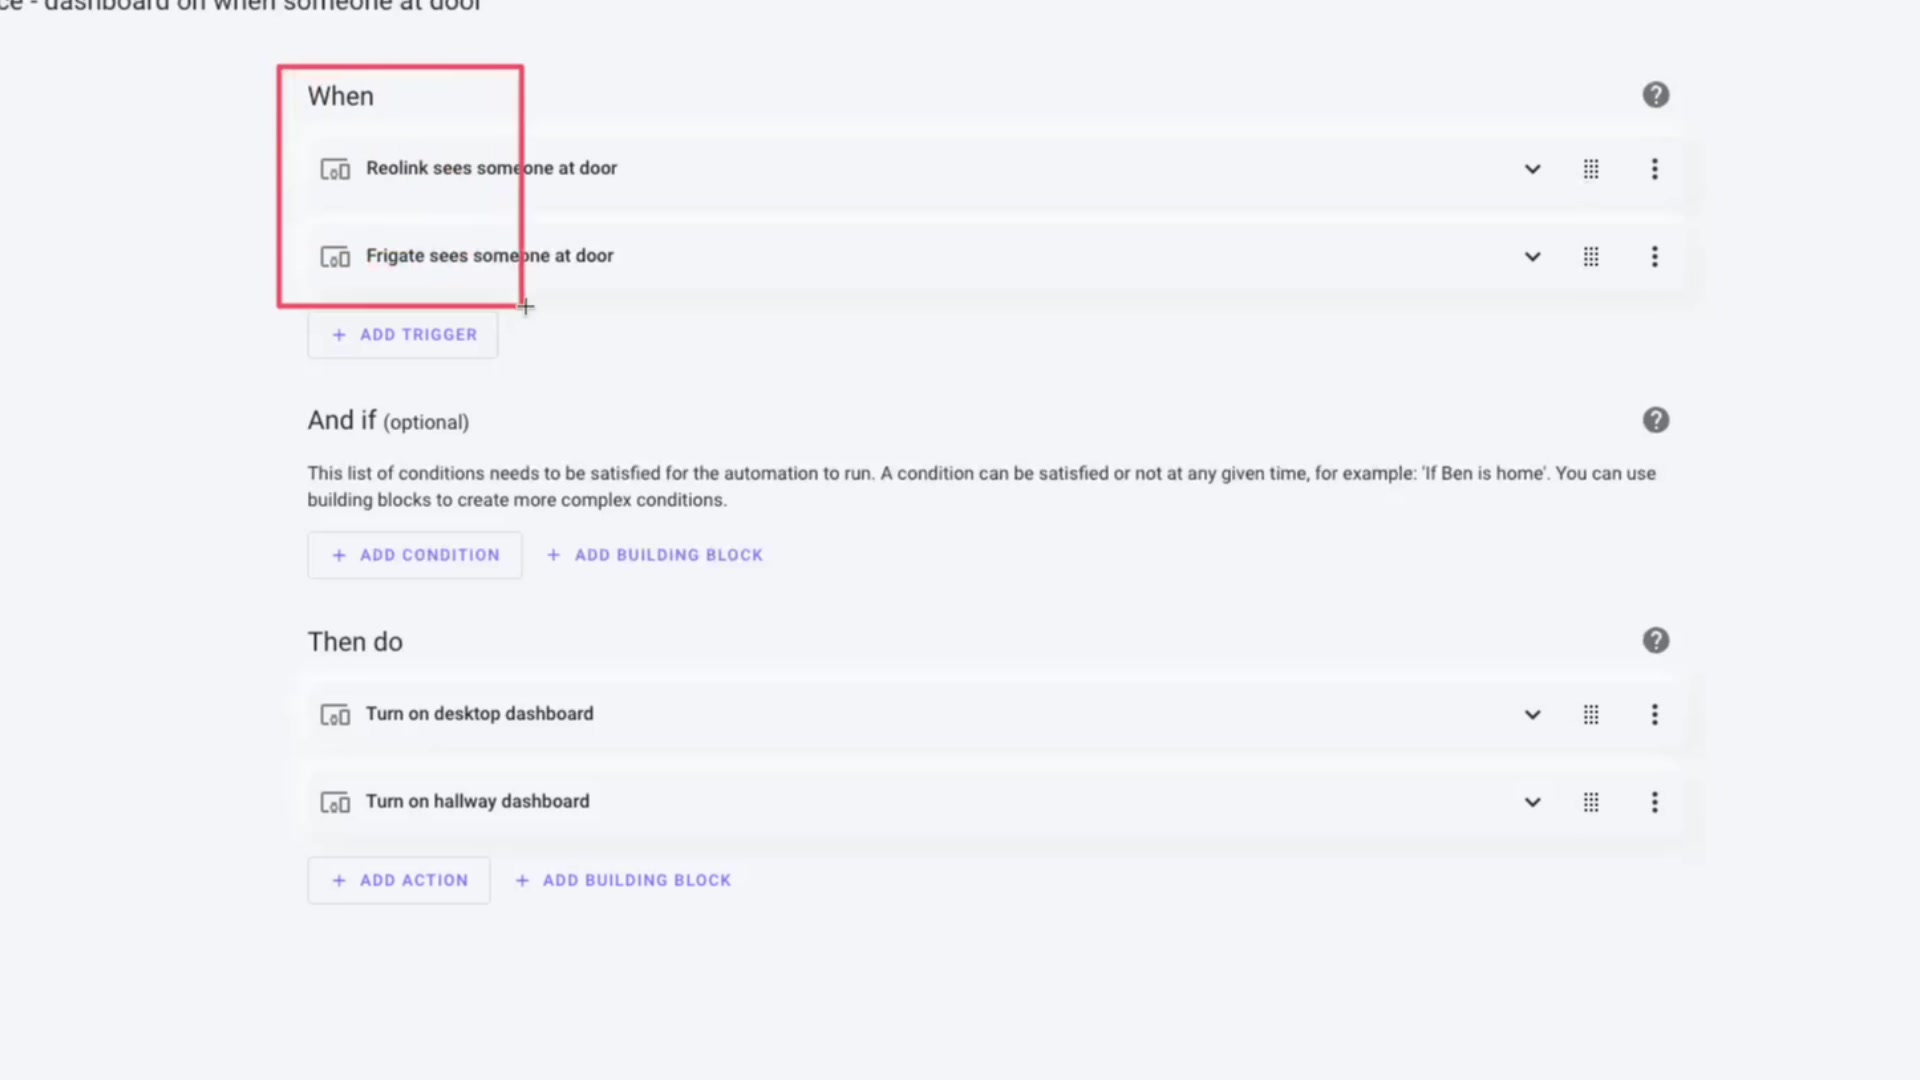 ce - dashboard on when someone at door
When
Reolink sees someone at door
Frigate sees someone at door
+ ADD TRIGGER
And if (optional)
This list of conditions needs to be satisfied for the automation to run. A condition can be satisfied or not at any given time, for example: 'If Ben is home'. You can use
building blocks to create more complex conditions.
+ ADD CONDITION + ADD BUILDING BLOCK
Then do
Turn on desktop dashboard
Turn on hallway dashboard
+ ADD ACTION + ADD BUILDING BLOCK